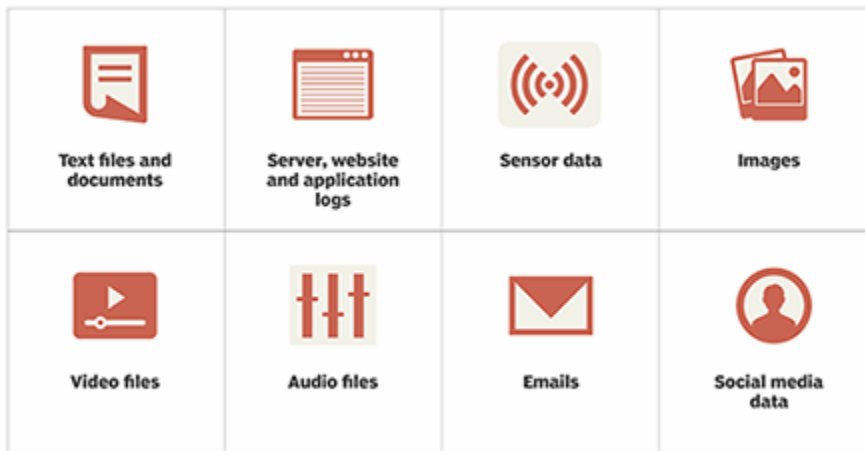 Text files and
documents
Server, website
and application
logs
Sensor data
Images
Video files
Audio files
Emails
Social media
data